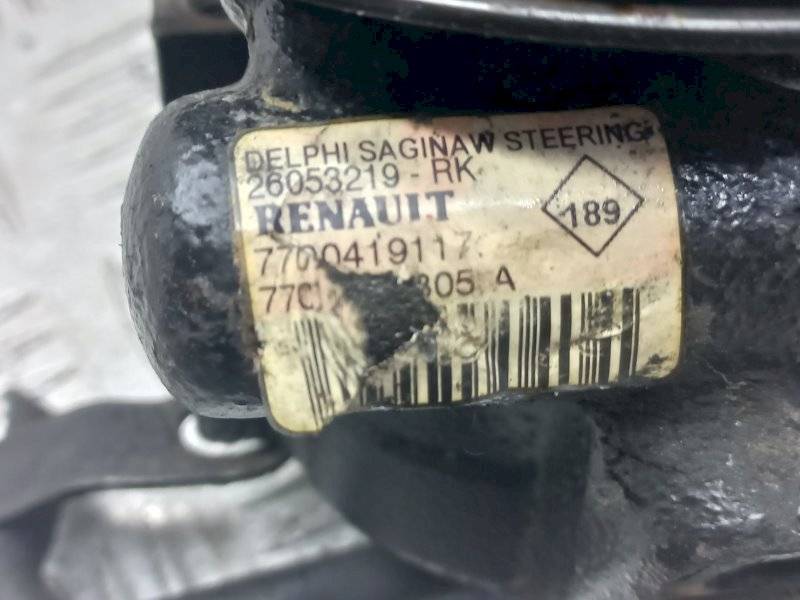 DELPHI SAGINAW STEERING
26053219 - RK
RENAULT
189
7700419117
A